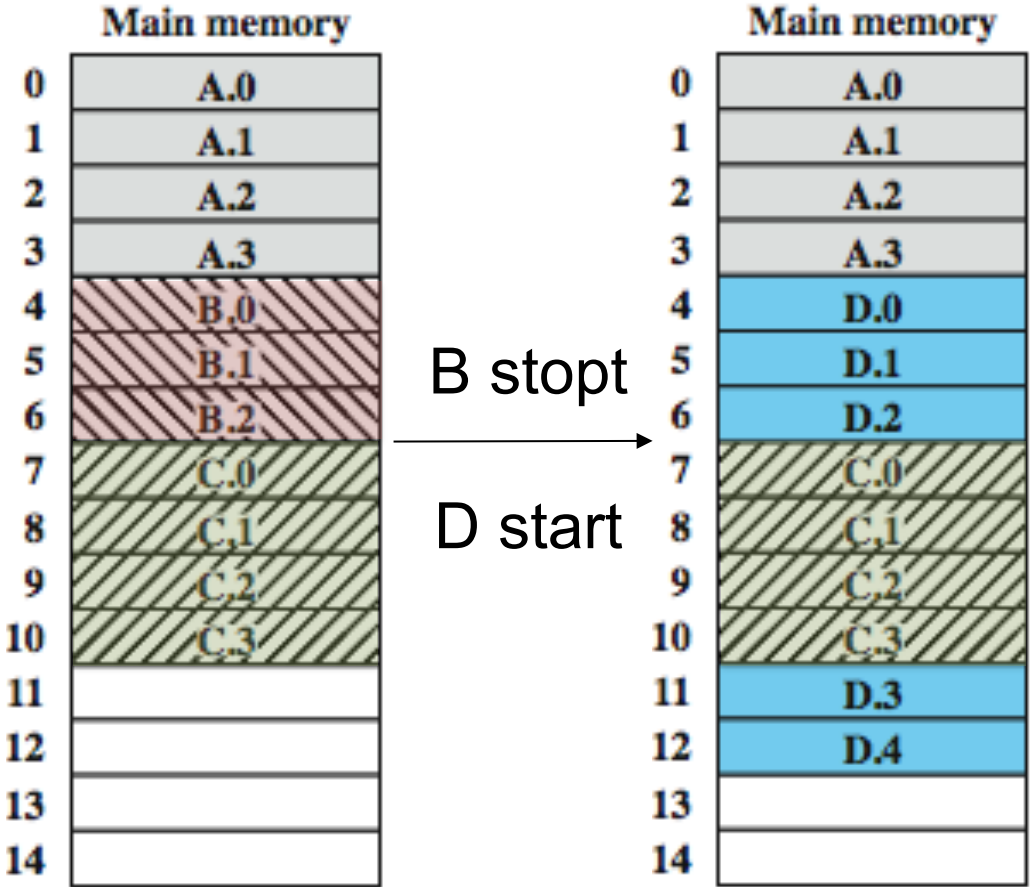 Main memory
0 A.0
1 A.1
2 A.2
3 A.3
4 B.0
5 B.1
6 B.2
7 C.0
8 C.1
9 C.2
10 C.3
11
12
13
14
B stopt
D start
Main memory
0 A.0
1 A.1
2 A.2
3 A.3
4 D.0
5 D.1
6 D.2
7 C.0
8 C.1
9 C.2
10 C.3
11 D.3
12 D.4
13
14